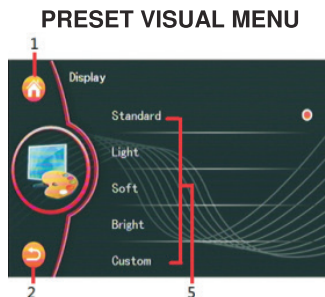 PRESET VISUAL MENU
1
Display
Standard
Light
Soft
Bright
Custom
2
5